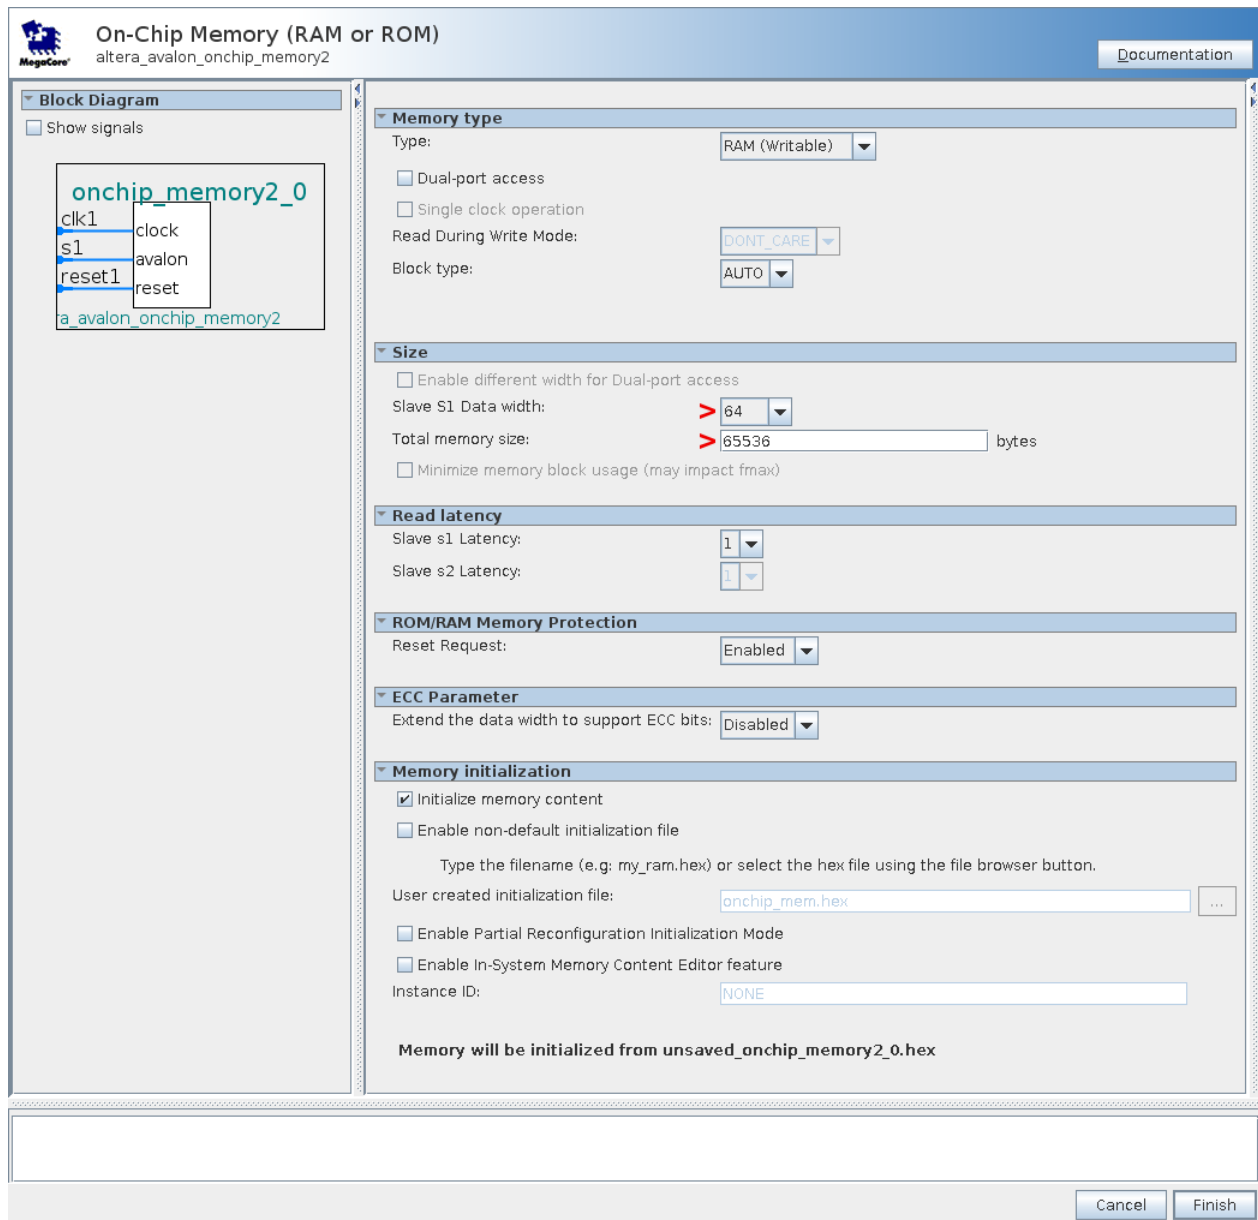 On-Chip Memory (RAM or ROM)
altera_avalon_onchip_memory2
MegaCore'
Documentation
Block Diagram
Show signals
onchip_memory2_0
clk1
clock
s1
avalon
reset1
reset
ra_avalon_onchip_memory2
Memory type
Type: RAM (Writable)
Dual-port access
Single clock operation
Read During Write Mode: DONT_CARE
Block type: AUTO
Size
Enable different width for Dual-port access
Slave S1 Data width: > 64
Total memory size: > 65536 bytes
Minimize memory block usage (may impact fmax)
Read latency
Slave s1 Latency: 1
Slave s2 Latency: 1
ROM/RAM Memory Protection
Reset Request: Enabled
ECC Parameter
Extend the data width to support ECC bits: Disabled
Memory initialization
Initialize memory content
Enable non-default initialization file
Type the filename (e.g: my_ram.hex) or select the hex file using the file browser button.
User created initialization file: onchip_mem.hex ...
Enable Partial Reconfiguration Initialization Mode
Enable In-System Memory Content Editor feature
Instance ID: NONE
Memory will be initialized from unsaved_onchip_memory2_0.hex
Cancel Finish